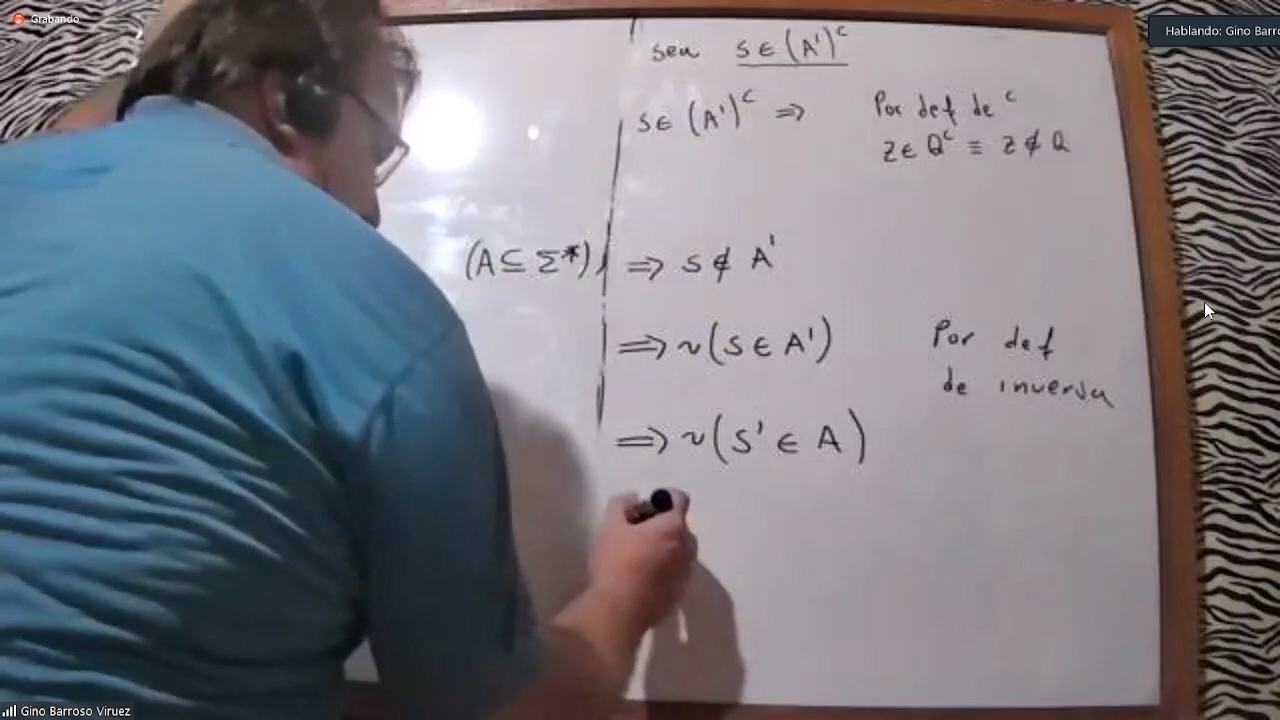 Grabando
Hablando: Gino Barro
sea s ∈ (A')ᶜ
s ∈ (A')ᶜ ⇒ Por def de ᶜ
z ∈ Qᶜ ≡ z ∉ Q
(A ⊆ Σ*) ⇒ s ∉ A'
⇒ ~(s ∈ A') Por def
de inversa
⇒ ~(s' ∈ A)
Gino Barroso Viruez